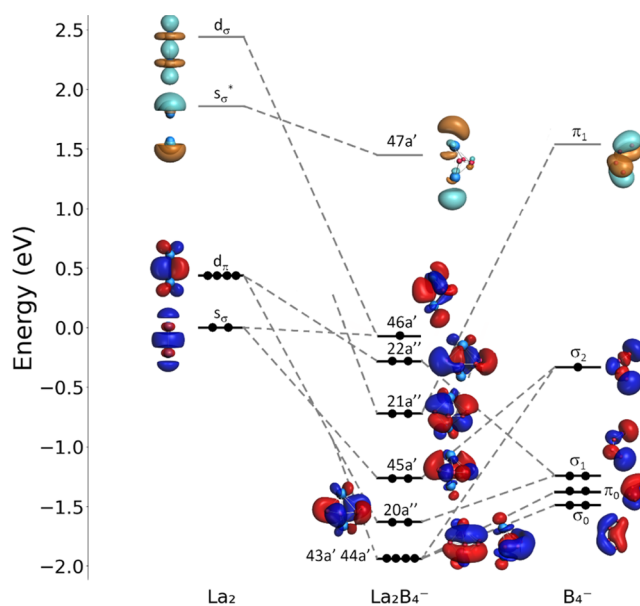 2.5
2.0
1.5
1.0
0.5
0.0
−0.5
−1.0
−1.5
−2.0
Energy (eV)
dσ
sσ*
dπ
sσ
47a′
46a′
22a′′
21a′′
45a′
20a′′
43a′ 44a′
π₁
σ₂
σ₁
π₀
σ₀
La₂
La₂B₄⁻
B₄⁻